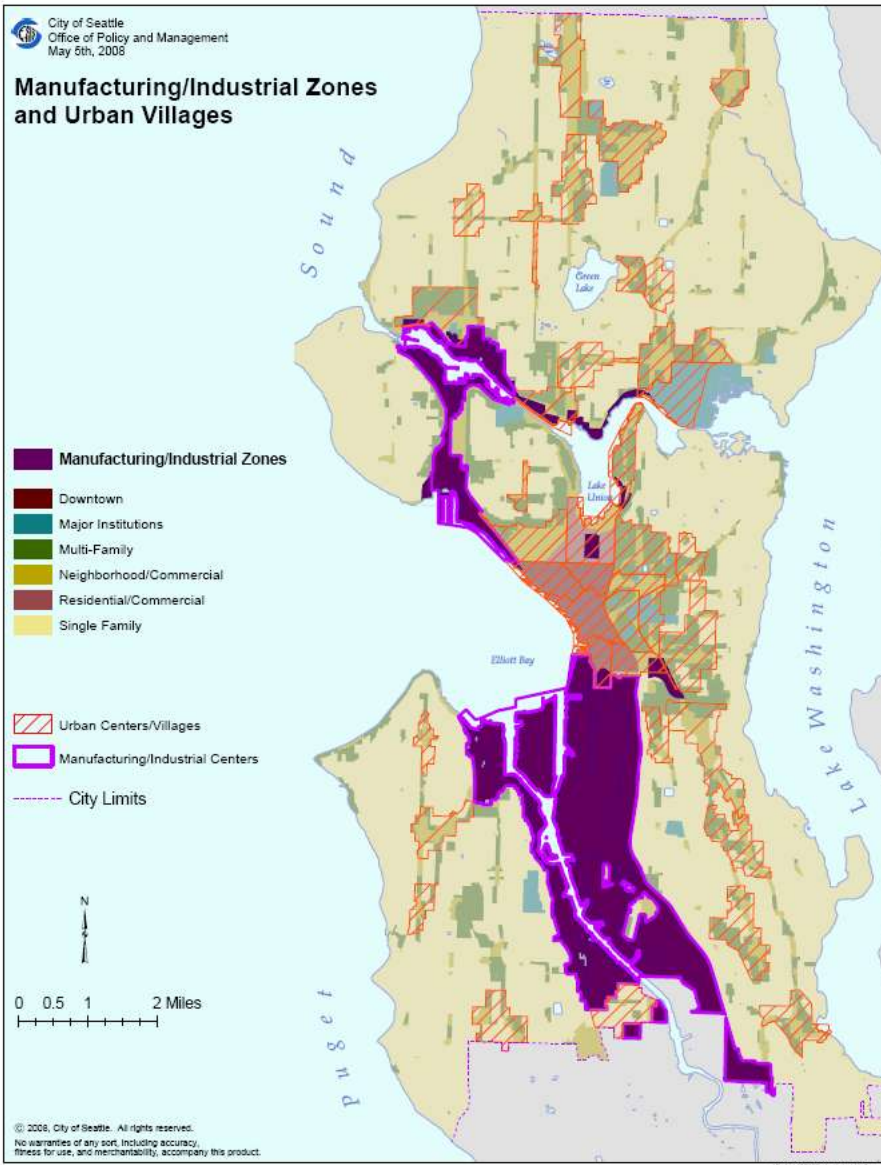 City of Seattle
Office of Policy and Management
May 5th, 2008
Manufacturing/Industrial Zones
and Urban Villages
Sound
Green
Lake
Manufacturing/Industrial Zones
Downtown
Major Institutions
Multi-Family
Neighborhood/Commercial
Residential/Commercial
Single Family
Lake
Union
Lake Washington
Elliott Bay
Urban Centers/Villages
Manufacturing/Industrial Centers
City Limits
N
0 0.5 1 2 Miles
Puget
© 2008, City of Seattle. All rights reserved.
No warranties of any sort, including accuracy,
fitness for use, and merchantability, accompany this product.